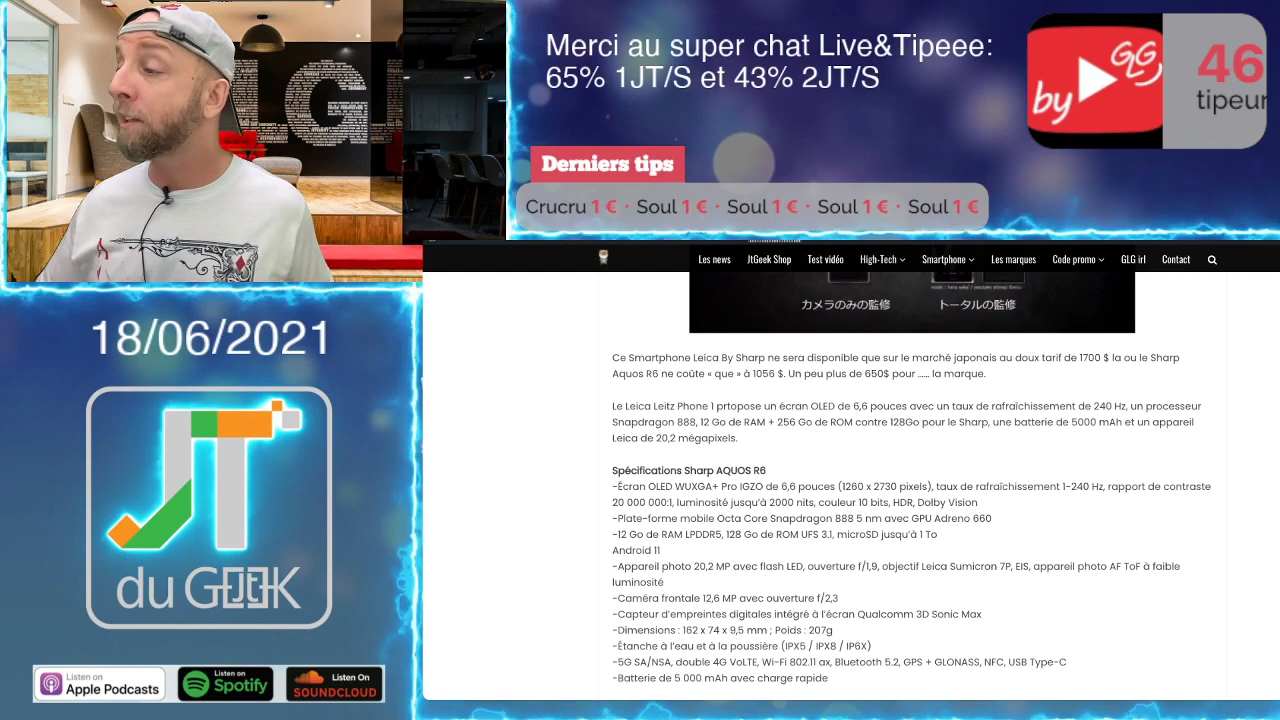 Merci au super chat Live&Tipeee:
65% 1JT/S et 43% 2JT/S
by GLG
46
tipeur
Derniers tips
Crucru 1 € · Soul 1 € · Soul 1 € · Soul 1 € · Soul 1 €
Les news JtGeek Shop Test vidéo High-Tech Smartphone Les marques Code promo GLG irl Contact
カメラのみの監修 トータルの監修
18/06/2021
JT
du GEEK
Listen on
Apple Podcasts
Listen on
Spotify
Listen On
SOUNDCLOUD
Ce Smartphone Leica By Sharp ne sera disponible que sur le marché japonais au doux tarif de 1700 $ la ou le Sharp
Aquos R6 ne coûte « que » à 1056 $. Un peu plus de 650$ pour …… la marque.
Le Leica Leitz Phone 1 prtopose un écran OLED de 6,6 pouces avec un taux de rafraîchissement de 240 Hz, un processeur
Snapdragon 888, 12 Go de RAM + 256 Go de ROM contre 128Go pour le Sharp, une batterie de 5000 mAh et un appareil
Leica de 20,2 mégapixels.
Spécifications Sharp AQUOS R6
-Écran OLED WUXGA+ Pro IGZO de 6,6 pouces (1260 x 2730 pixels), taux de rafraîchissement 1-240 Hz, rapport de contraste
20 000 000:1, luminosité jusqu'à 2000 nits, couleur 10 bits, HDR, Dolby Vision
-Plate-forme mobile Octa Core Snapdragon 888 5 nm avec GPU Adreno 660
-12 Go de RAM LPDDR5, 128 Go de ROM UFS 3.1, microSD jusqu'à 1 To
Android 11
-Appareil photo 20,2 MP avec flash LED, ouverture f/1,9, objectif Leica Sumicron 7P, EIS, appareil photo AF ToF à faible
luminosité
-Caméra frontale 12,6 MP avec ouverture f/2,3
-Capteur d'empreintes digitales intégré à l'écran Qualcomm 3D Sonic Max
-Dimensions : 162 x 74 x 9,5 mm ; Poids : 207g
-Étanche à l'eau et à la poussière (IPX5 / IPX8 / IP6X)
-5G SA/NSA, double 4G VoLTE, Wi-Fi 802.11 ax, Bluetooth 5.2, GPS + GLONASS, NFC, USB Type-C
-Batterie de 5 000 mAh avec charge rapide